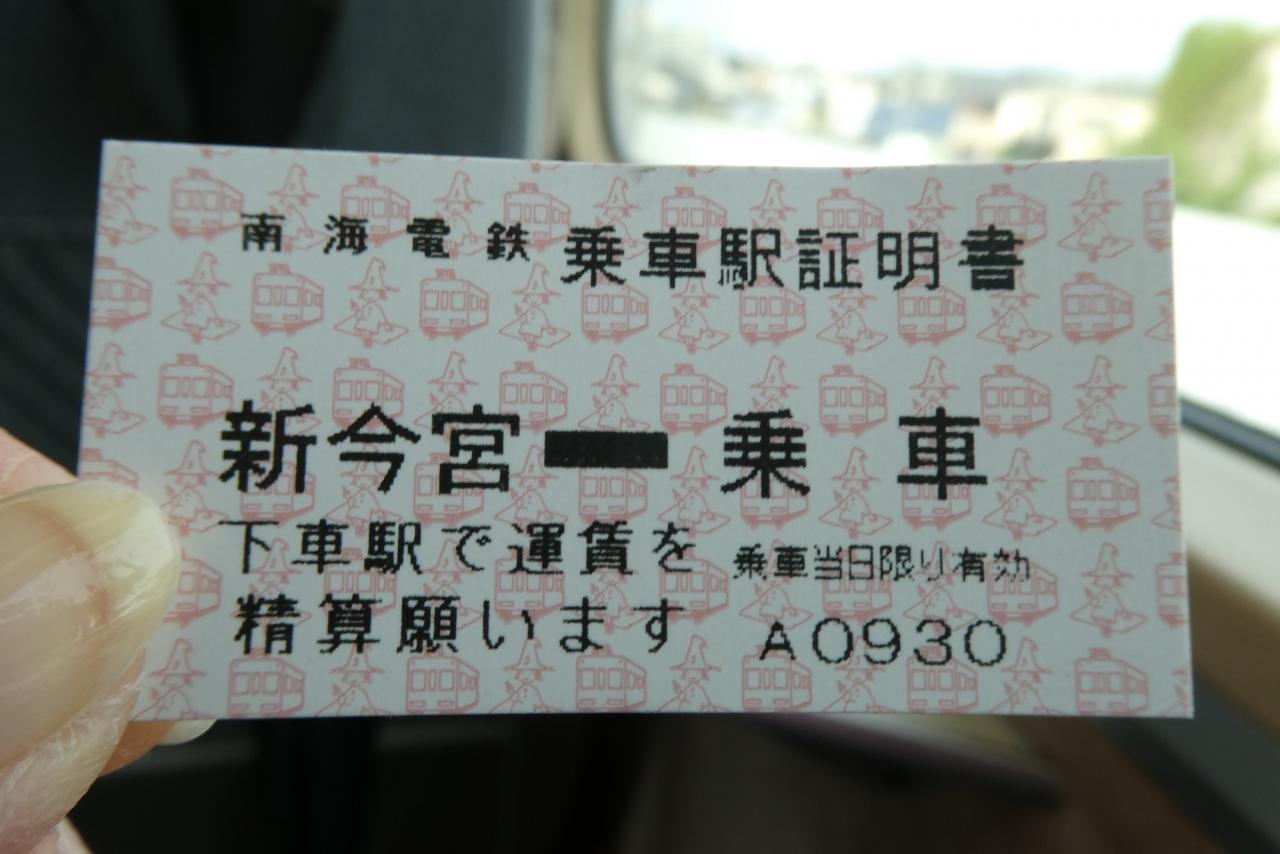 南海電鉄 乗車駅証明書
新今宮 乗車
下車駅で運賃を 乗車当日限り有効
精算願います A0930